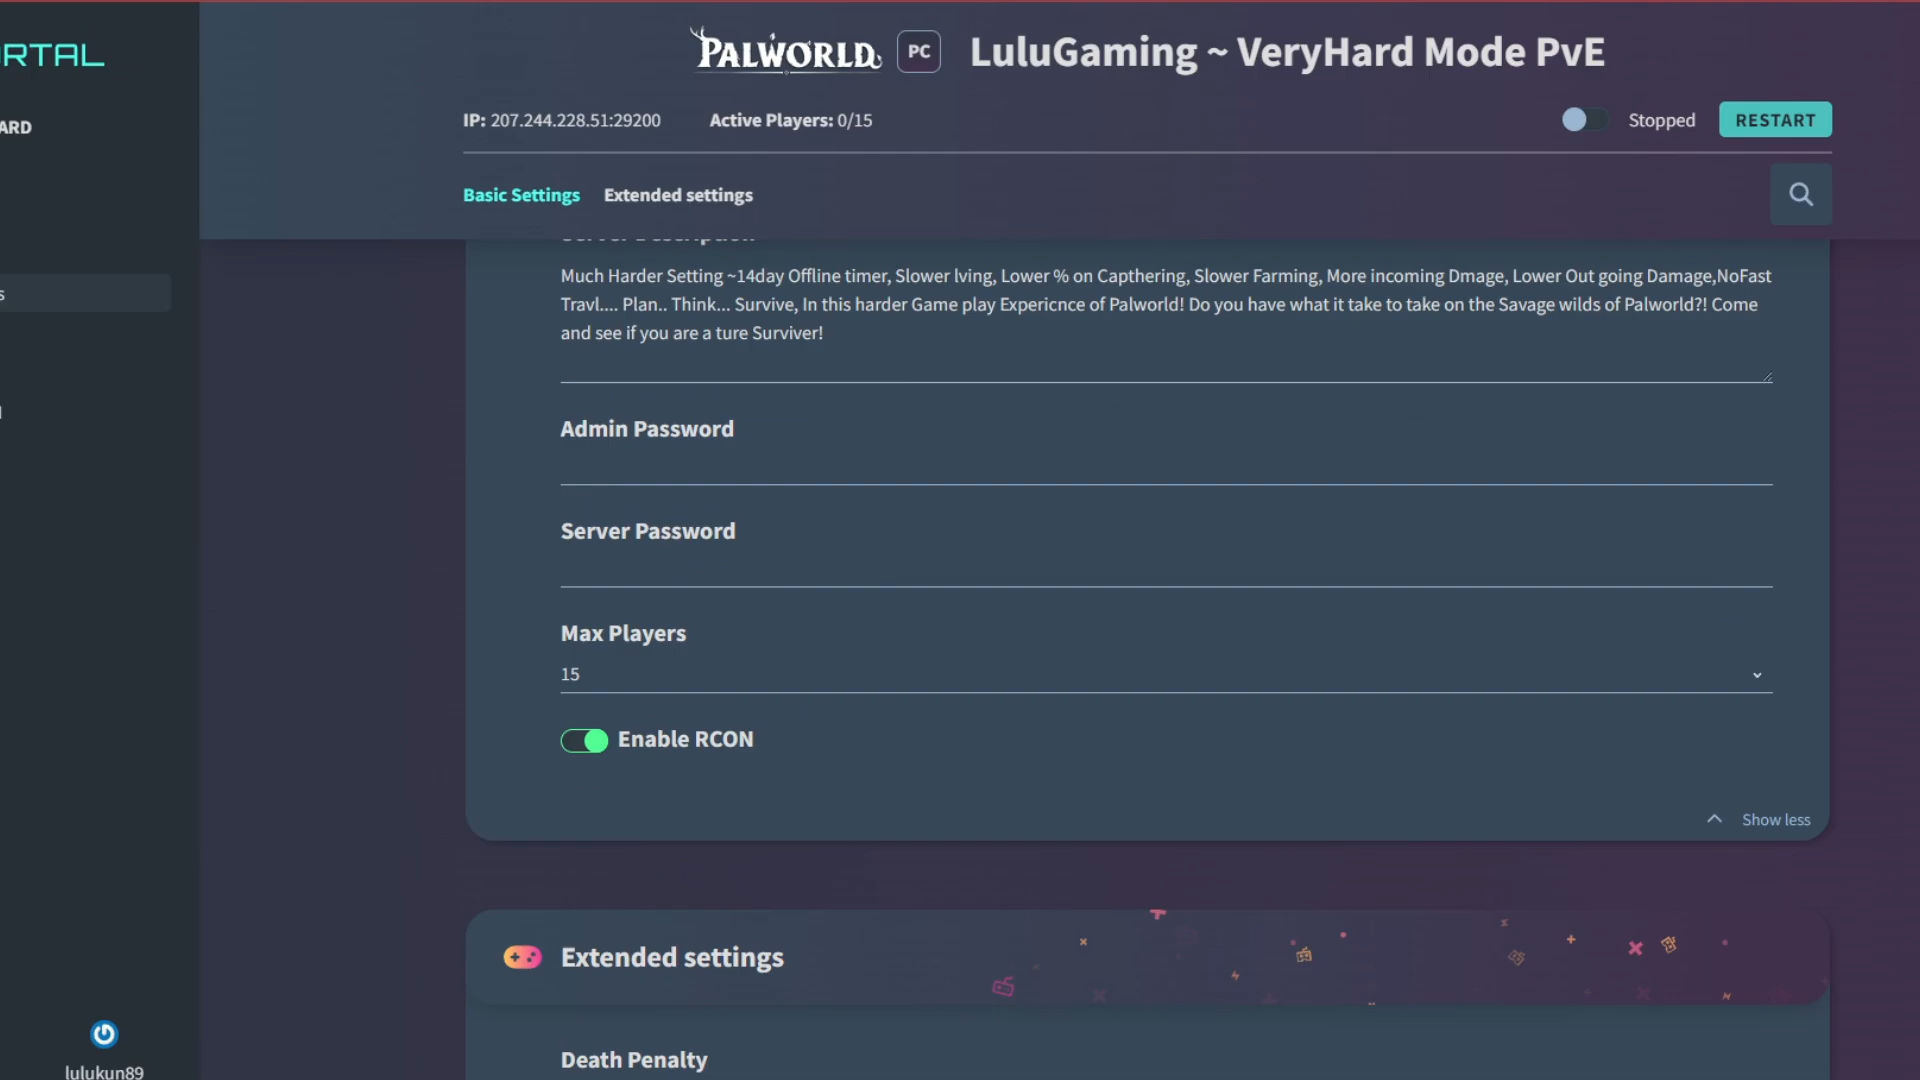 RTAL
PALWORLD PC LuluGaming ~ VeryHard Mode PvE
ARD
IP: 207.244.228.51:29200 Active Players: 0/15 Stopped RESTART
Basic Settings Extended settings
Server Description
Much Harder Setting ~14day Offline timer, Slower lving, Lower % on Capthering, Slower Farming, More incoming Dmage, Lower Out going Damage,NoFast
Travl.... Plan.. Think... Survive, In this harder Game play Expericnce of Palworld! Do you have what it take to take on the Savage wilds of Palworld?! Come
and see if you are a ture Surviver!
s
Admin Password
Server Password
Max Players
15
Enable RCON
Show less
Extended settings
Death Penalty
lulukun89